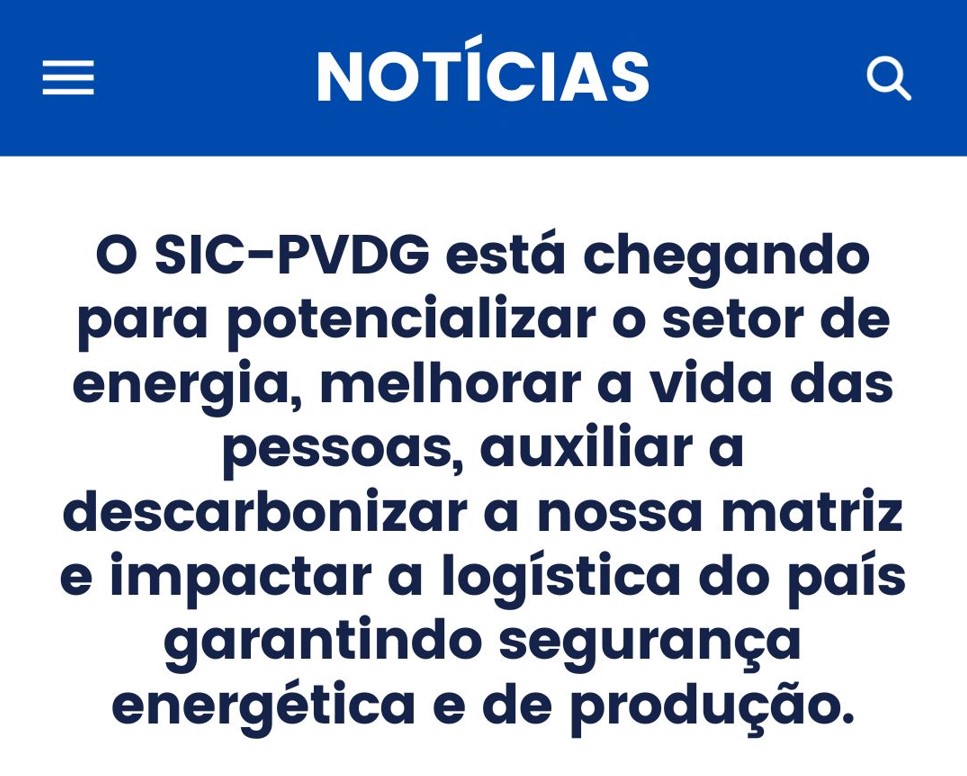 NOTÍCIAS
O SIC-PVDG está chegando
para potencializar o setor de
energia, melhorar a vida das
pessoas, auxiliar a
descarbonizar a nossa matriz
e impactar a logística do país
garantindo segurança
energética e de produção.